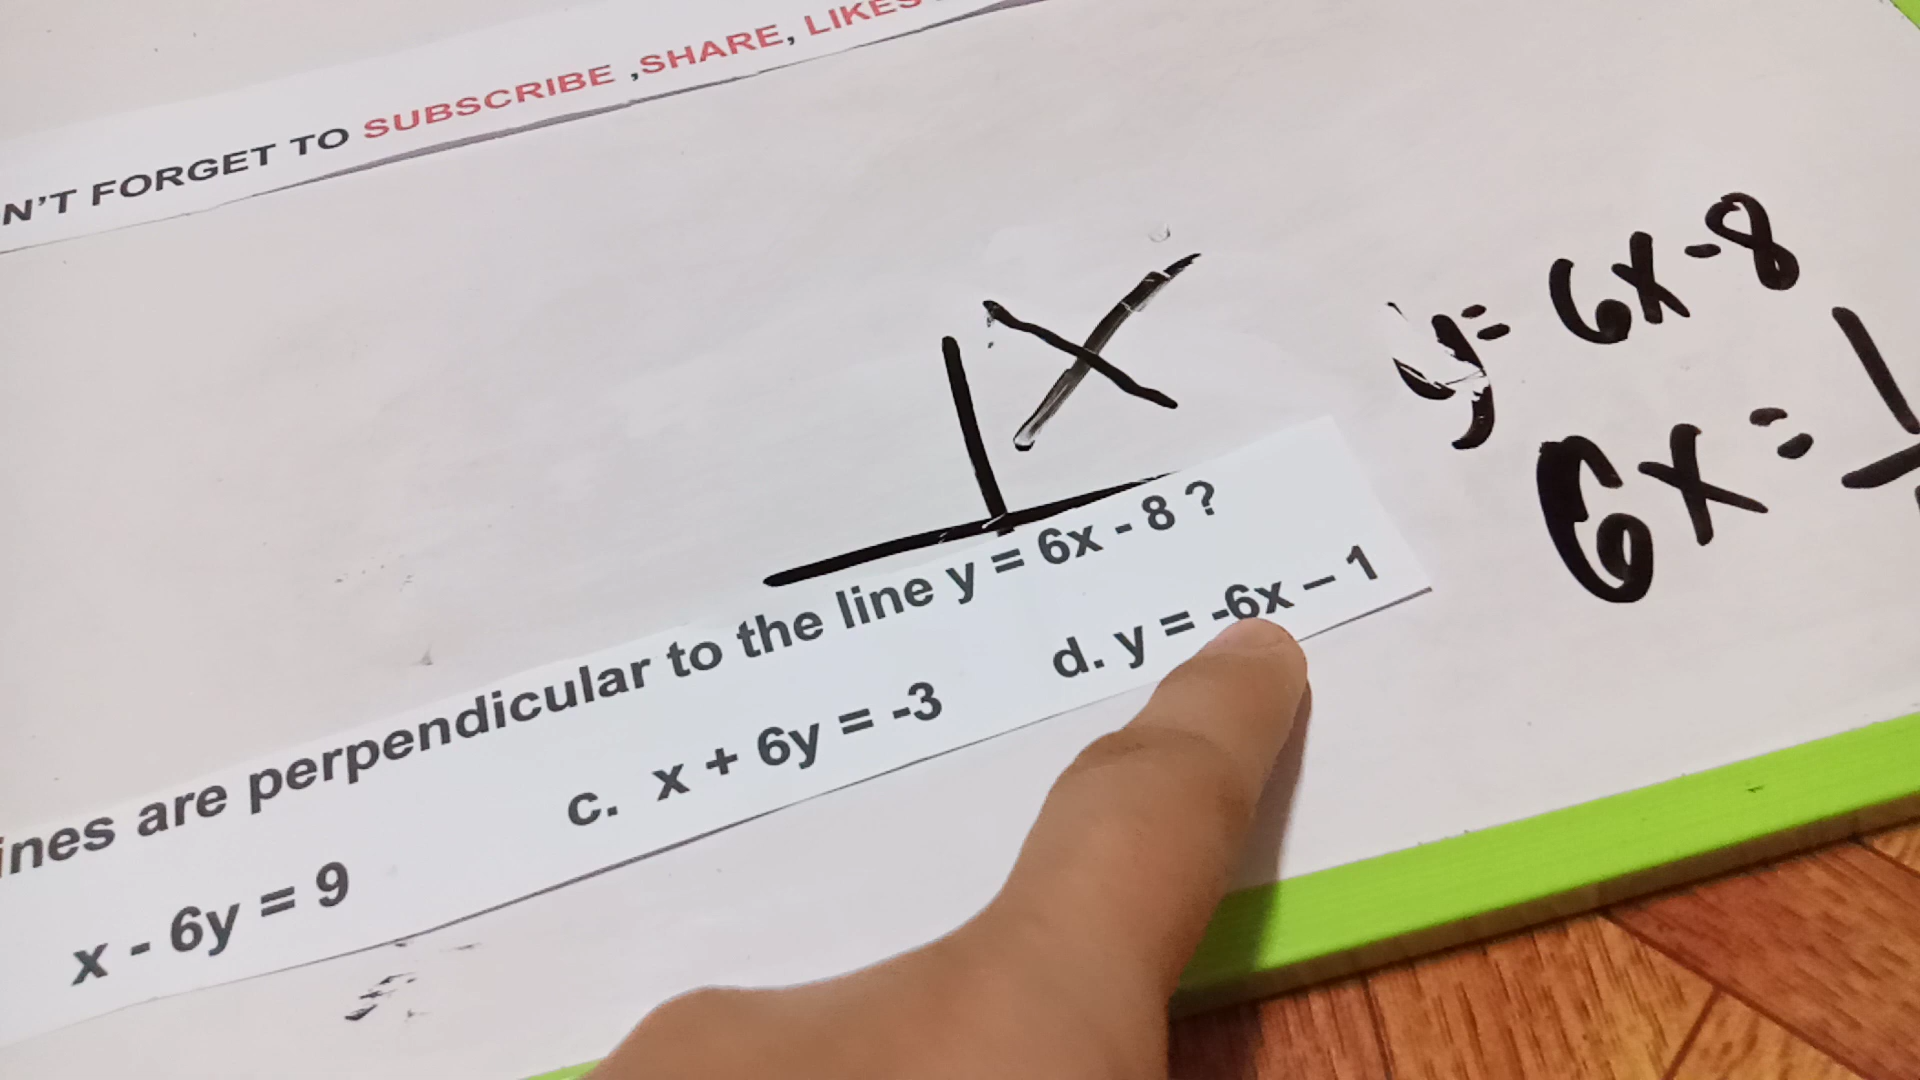 N'T FORGET TO SUBSCRIBE ,SHARE, LIKES
y= 6x-8
6x =
ines are perpendicular to the line y = 6x - 8 ?
x - 6y = 9 c. x + 6y = -3 d. y = -6x – 1